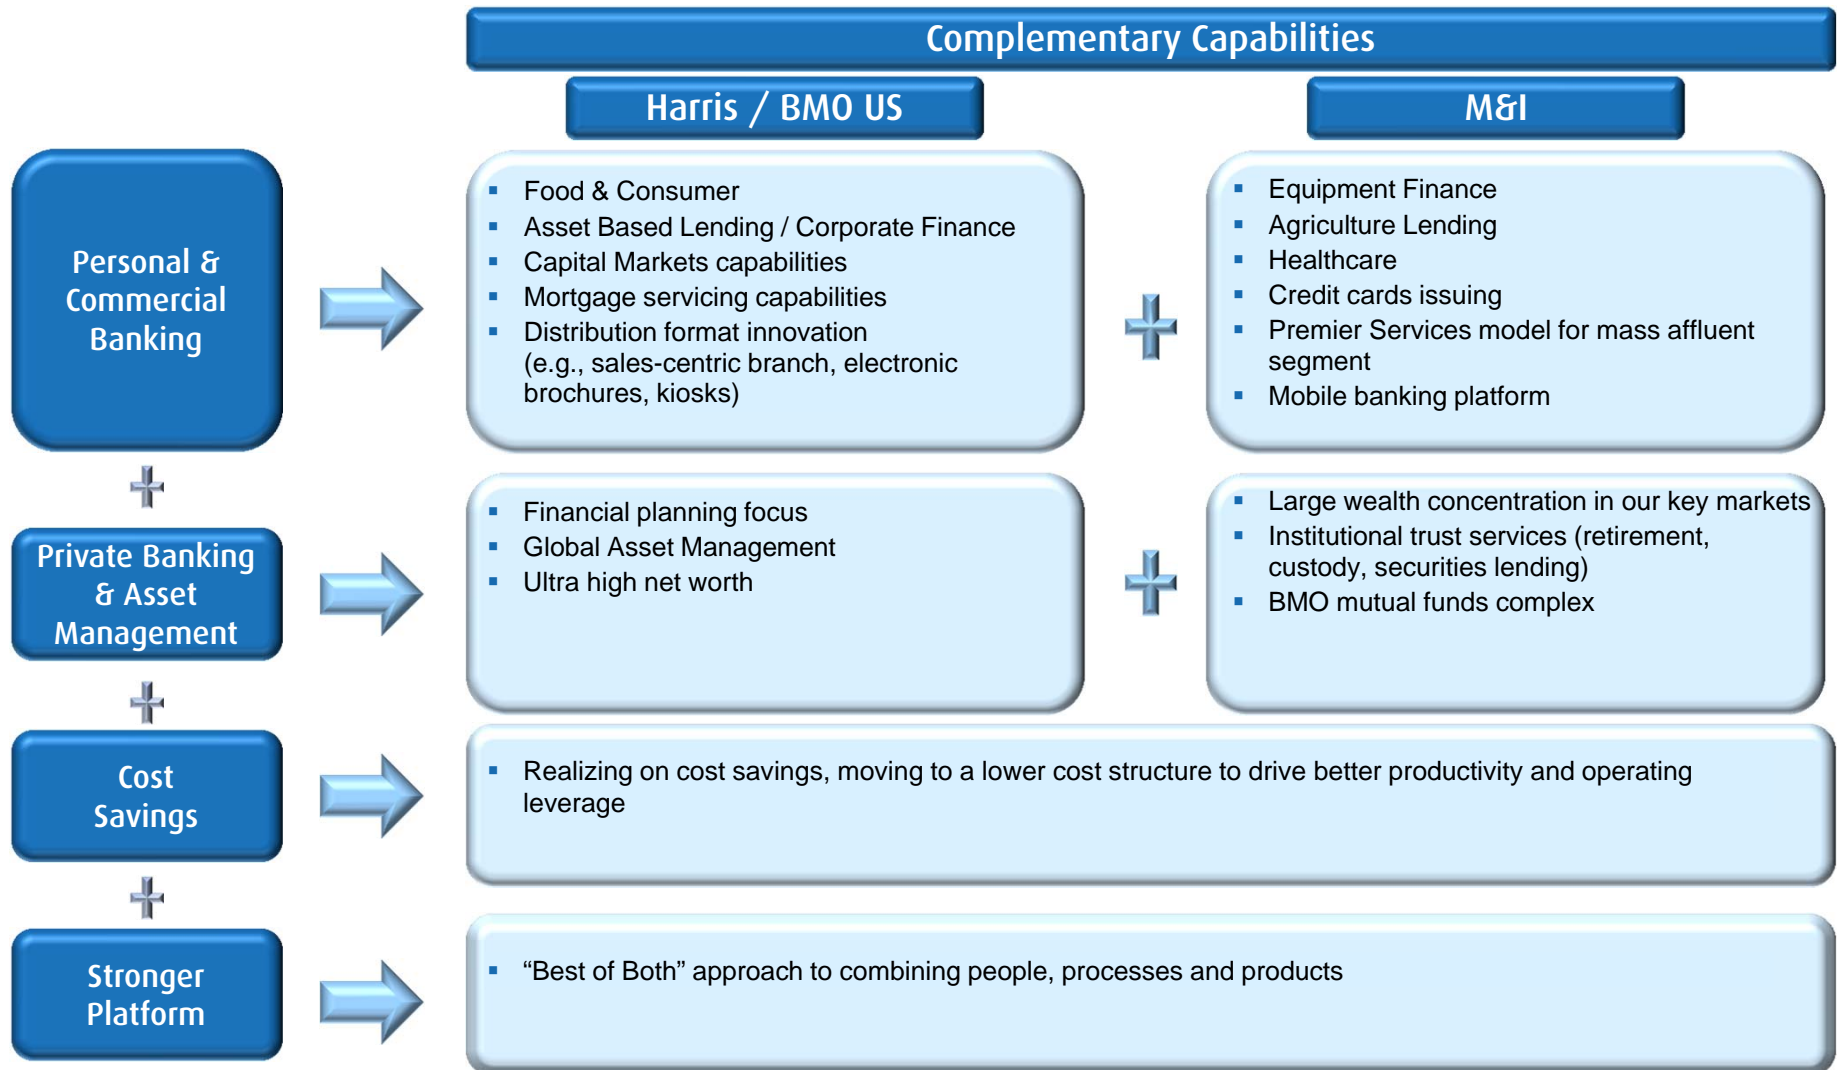 Complementary Capabilities
Harris / BMO US
M&I
Personal &
Commercial
Banking
▪ Food & Consumer
▪ Asset Based Lending / Corporate Finance
▪ Capital Markets capabilities
▪ Mortgage servicing capabilities
▪ Distribution format innovation
(e.g., sales-centric branch, electronic
brochures, kiosks)
▪ Equipment Finance
▪ Agriculture Lending
▪ Healthcare
▪ Credit cards issuing
▪ Premier Services model for mass affluent
segment
▪ Mobile banking platform
Private Banking
& Asset
Management
▪ Financial planning focus
▪ Global Asset Management
▪ Ultra high net worth
▪ Large wealth concentration in our key markets
▪ Institutional trust services (retirement,
custody, securities lending)
▪ BMO mutual funds complex
Cost
Savings
▪ Realizing on cost savings, moving to a lower cost structure to drive better productivity and operating
leverage
Stronger
Platform
▪ “Best of Both” approach to combining people, processes and products